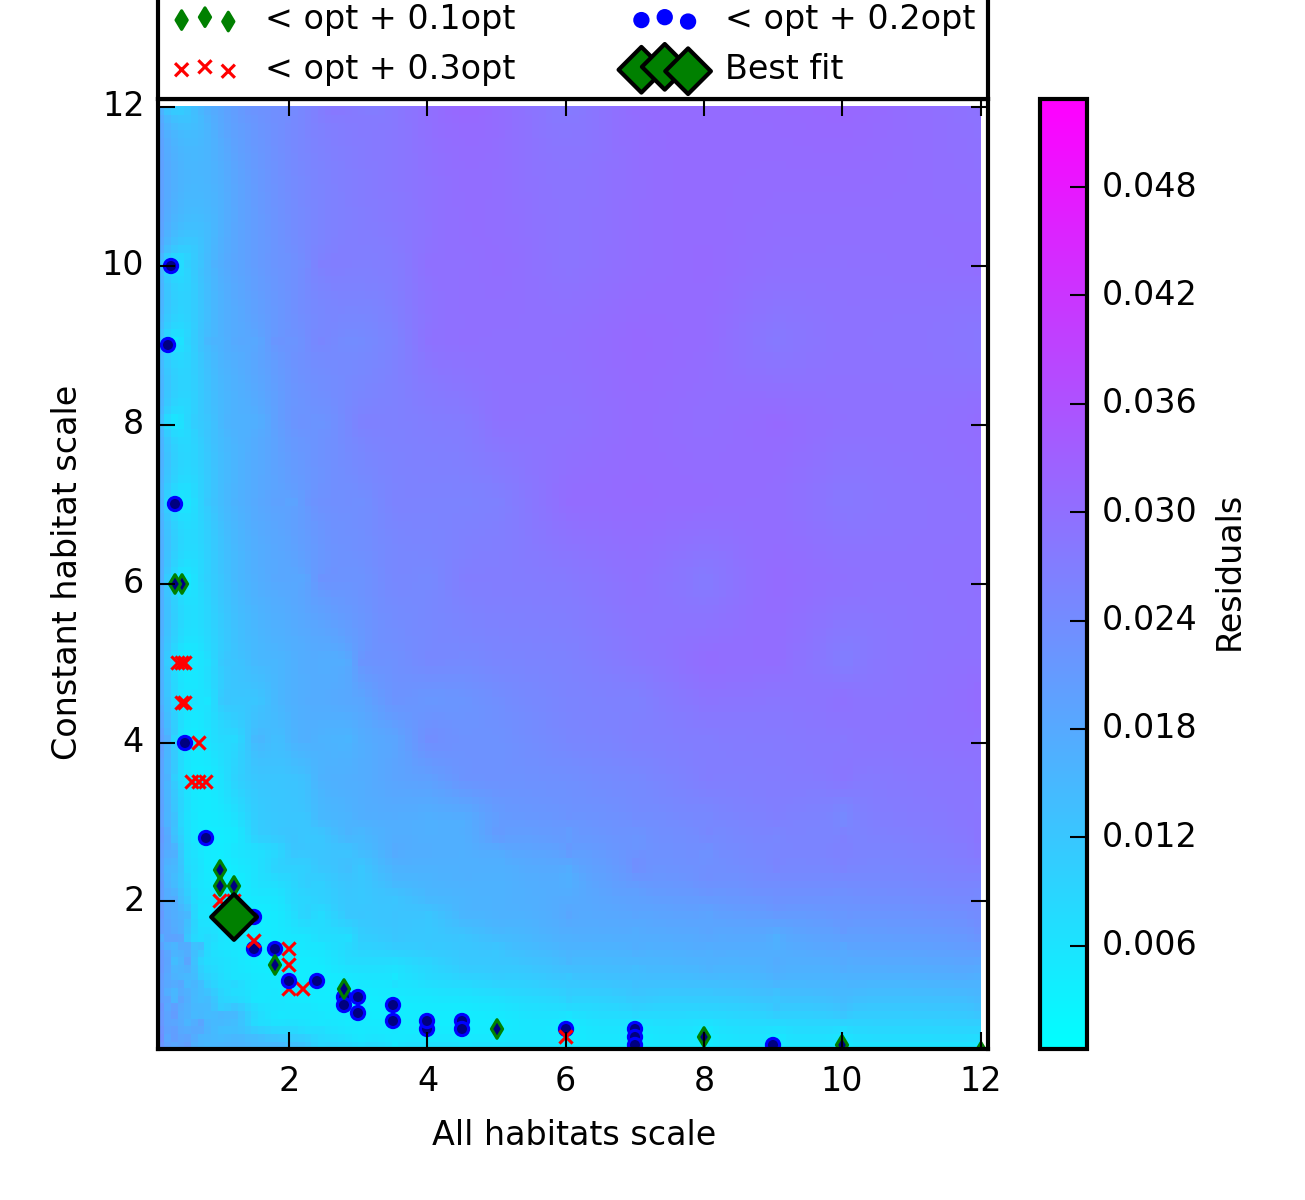 < opt + 0.1opt
< opt + 0.2opt
< opt + 0.3opt
Best fit
12
10
8
6
4
2
Constant habitat scale
2 4 6 8 10 12
All habitats scale
0.048
0.042
0.036
0.030
0.024
0.018
0.012
0.006
Residuals